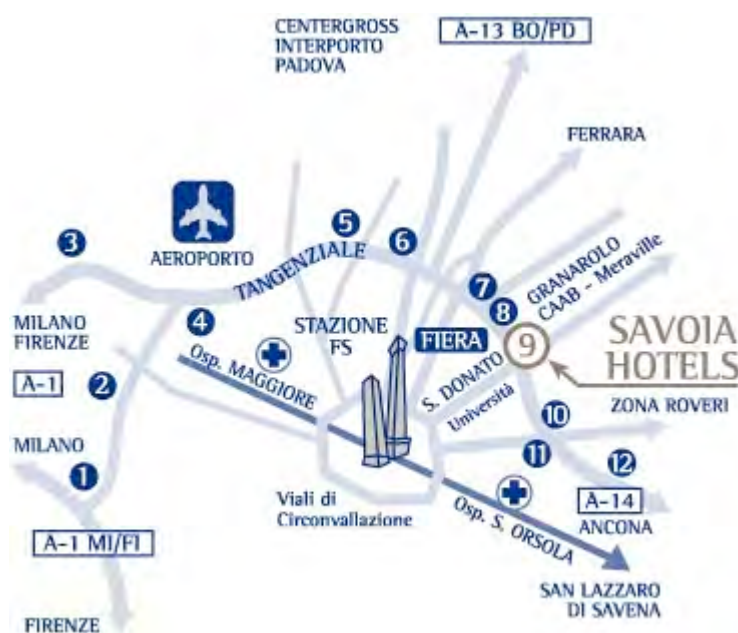 CENTERGROSS
INTERPORTO
PADOVA
A-13 BO/PD
FERRARA
3
AEROPORTO
TANGENZIALE
5
6
7
8
GRANAROLO
CAAB - Meraville
MILANO
FIRENZE
4
STAZIONE
FS
FIERA
9
SAVOIA
HOTELS
A-1
2
Osp. MAGGIORE
S. DONATO
Università
10
ZONA ROVERI
MILANO
1
11
12
Viali di
Circonvallazione
Osp. S. ORSOLA
A-14
ANCONA
A-1 MI/FI
SAN LAZZARO
DI SAVENA
FIRENZE